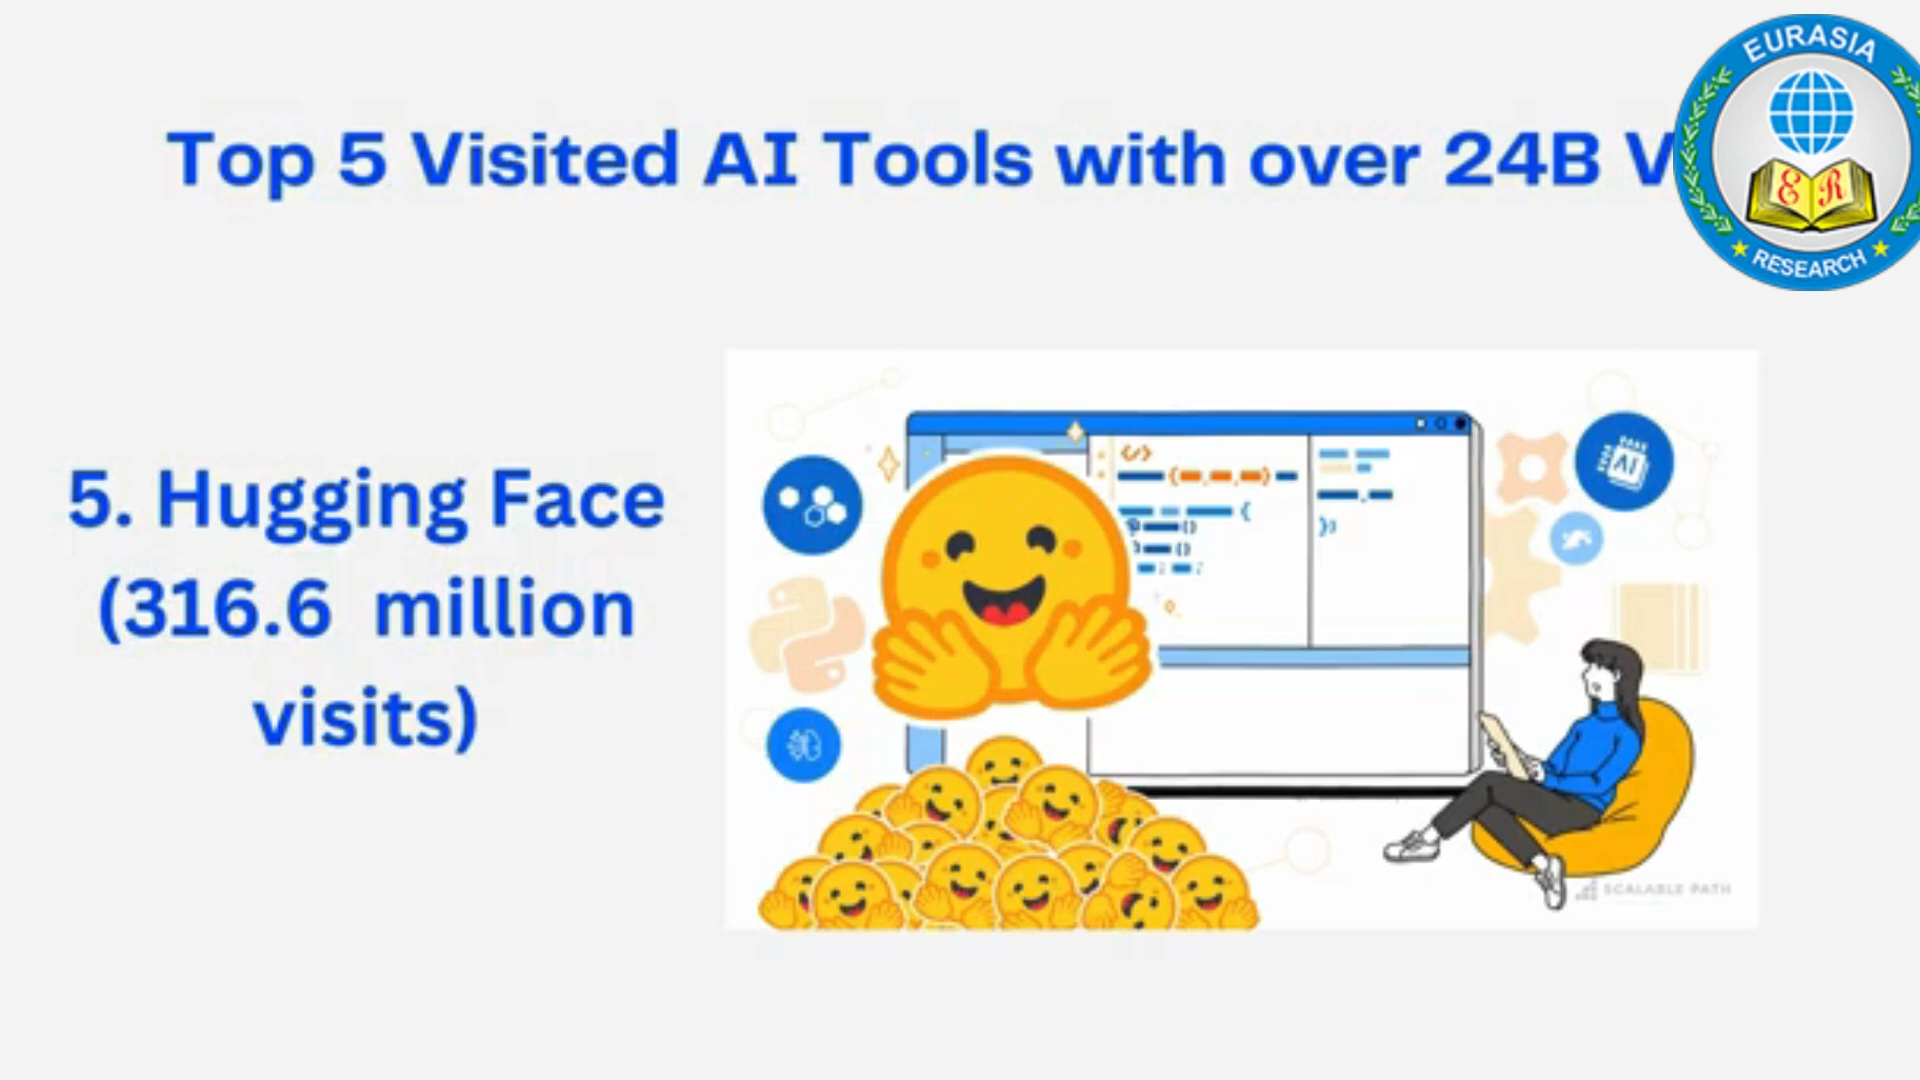 Top 5 Visited AI Tools with over 24B V
EURASIA
E R
RESEARCH
5. Hugging Face
(316.6 million
visits)
</>
AI
SCALABLE PATH